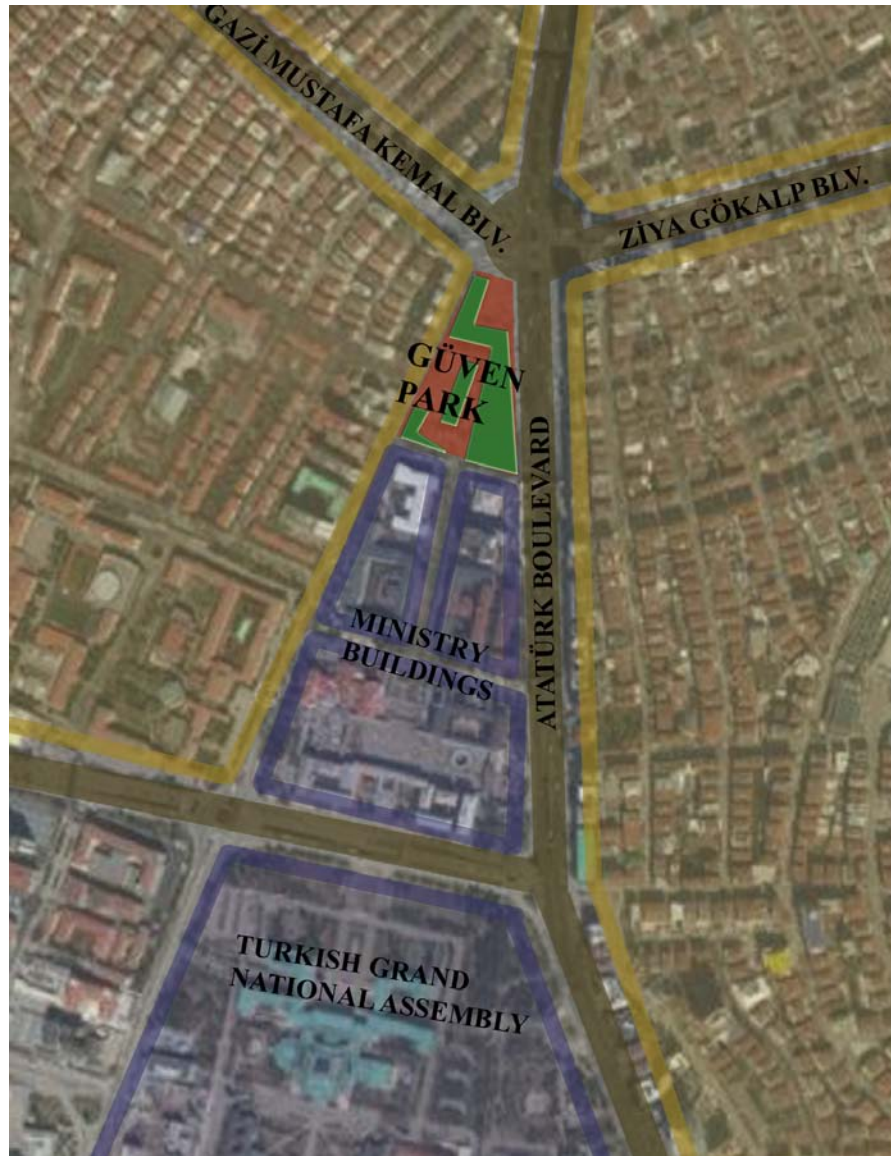 GAZİ MUSTAFA KEMAL BLV.
ZİYA GÖKALP BLV.
GÜVEN
PARK
ATATÜRK BOULEVARD
MINISTRY
BUILDINGS
TURKISH GRAND
NATIONAL ASSEMBLY